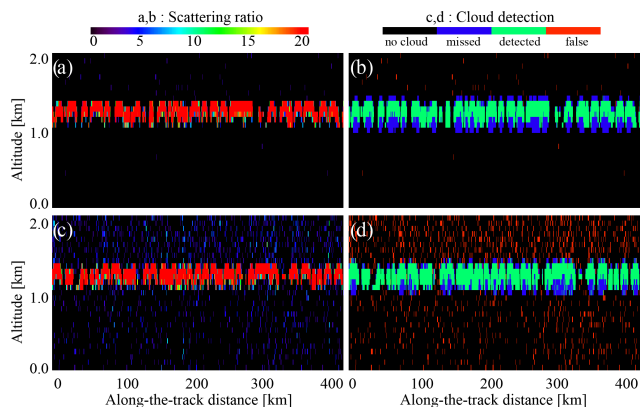 a,b : Scattering ratio
c,d : Cloud detection
0 5 10 15 20
no cloud missed detected false
2.0
(a)
(b)
Altitude [km]
1.0
0.0
2.0
(c)
(d)
Altitude [km]
1.0
0.0
0 100 200 300 400
0 100 200 300 400
Along-the-track distance [km]
Along-the-track distance [km]